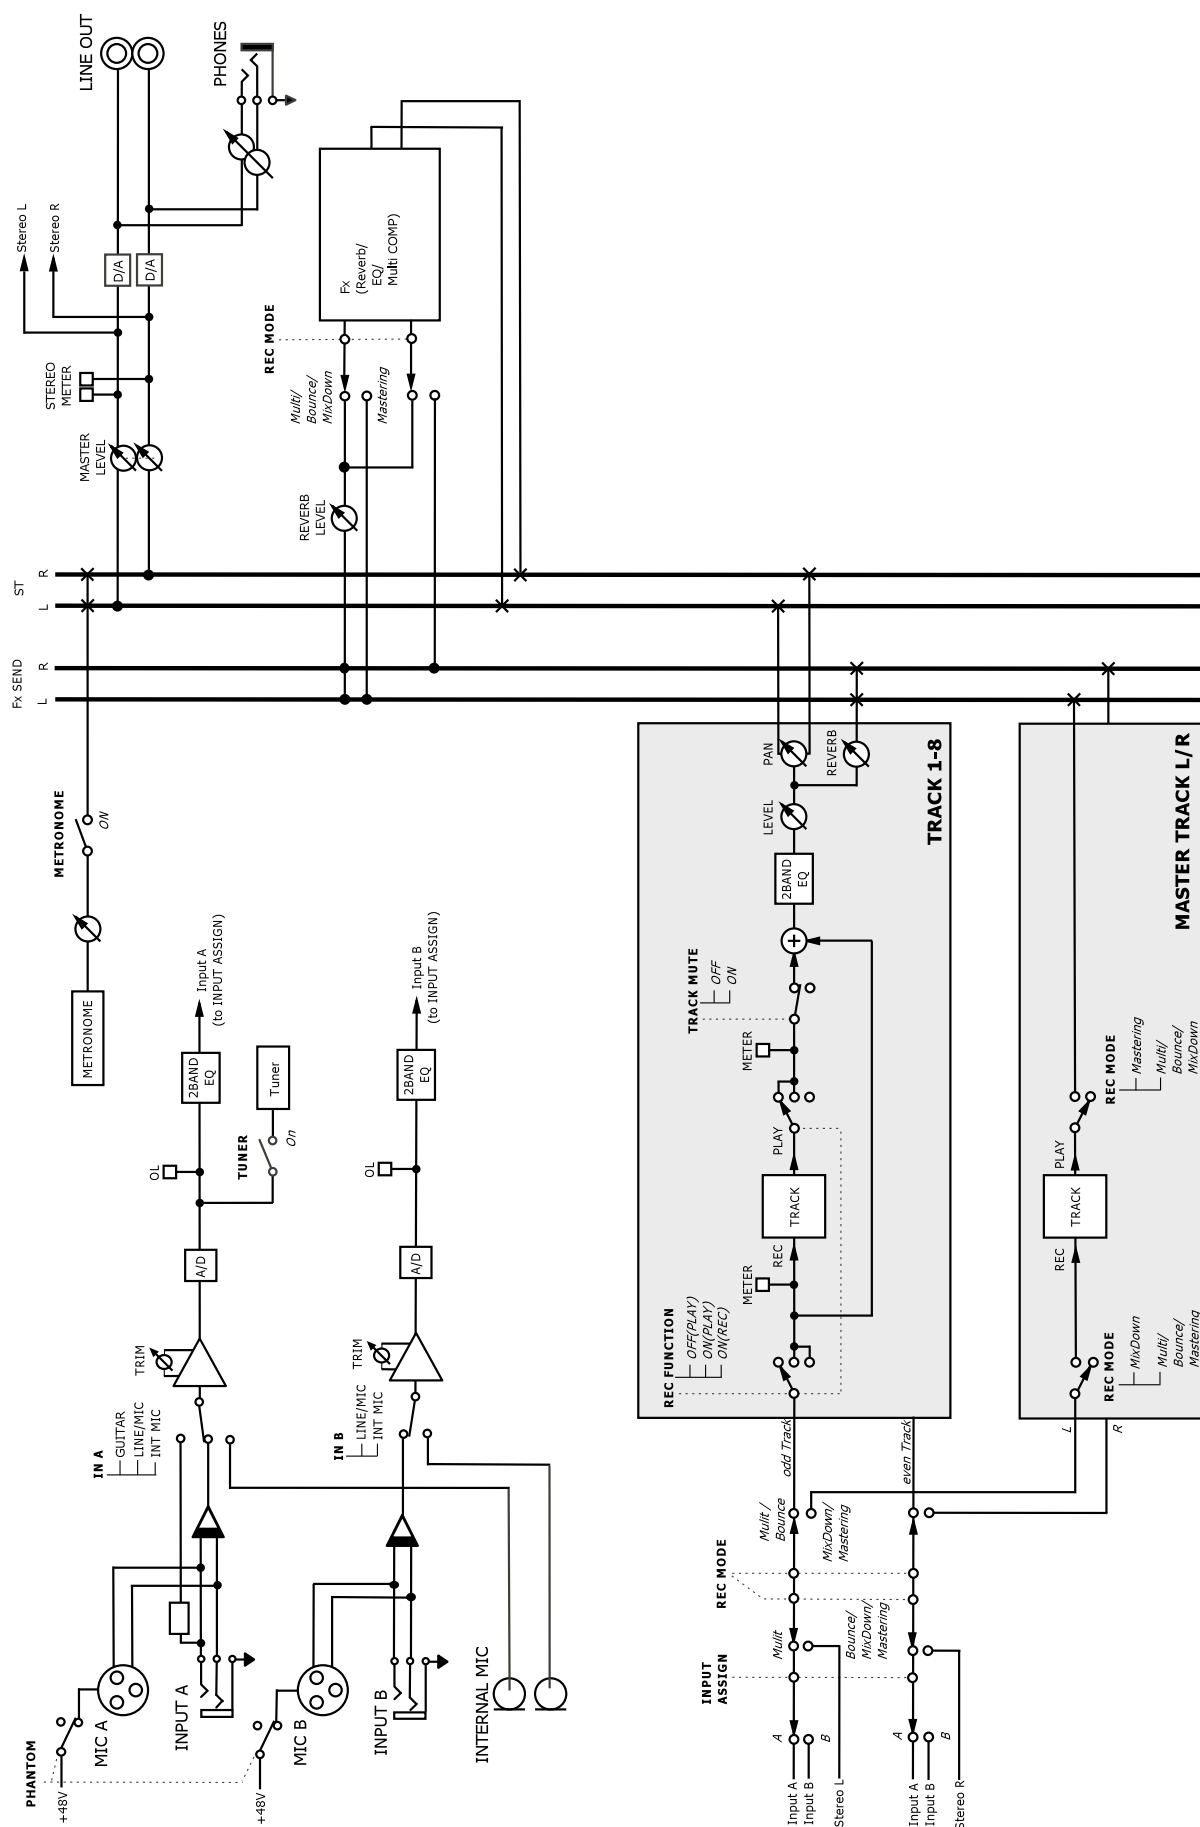 LINE OUT
PHONES
Stereo L
Stereo R
D/A
D/A
STEREO
METER
MASTER
LEVEL
Fx
(Reverb/
EQ/
Multi COMP)
REC MODE
Multi/
Bounce/
MixDown
Mastering
REVERB
LEVEL
ST
R
L
Fx SEND
R
L
METRONOME
ON
METRONOME
Input A
(to INPUT ASSIGN)
2BAND
EQ
Tuner
TUNER
On
OL
A/D
TRIM
IN A
GUITAR
LINE/MIC
INT MIC
Input B
(to INPUT ASSIGN)
2BAND
EQ
OL
A/D
TRIM
IN B
LINE/MIC
INT MIC
PHANTOM
+48V
MIC A
INPUT A
+48V
MIC B
INPUT B
INTERNAL MIC
TRACK 1-8
PAN
REVERB
LEVEL
2BAND
EQ
+
TRACK MUTE
OFF
ON
METER
PLAY
TRACK
REC
METER
REC FUNCTION
OFF(PLAY)
ON(PLAY)
ON(REC)
odd Track
even Track
MASTER TRACK L/R
REC MODE
Mastering
Multi/
Bounce/
MixDown
PLAY
TRACK
REC
REC MODE
MixDown
Multi/
Bounce/
Mastering
L
R
REC MODE
Mulit /
Bounce
MixDown/
Mastering
Mulit
Bounce/
MixDown/
Mastering
INPUT
ASSIGN
A
B
A
B
Input A
Input B
Stereo L
Input A
Input B
Stereo R